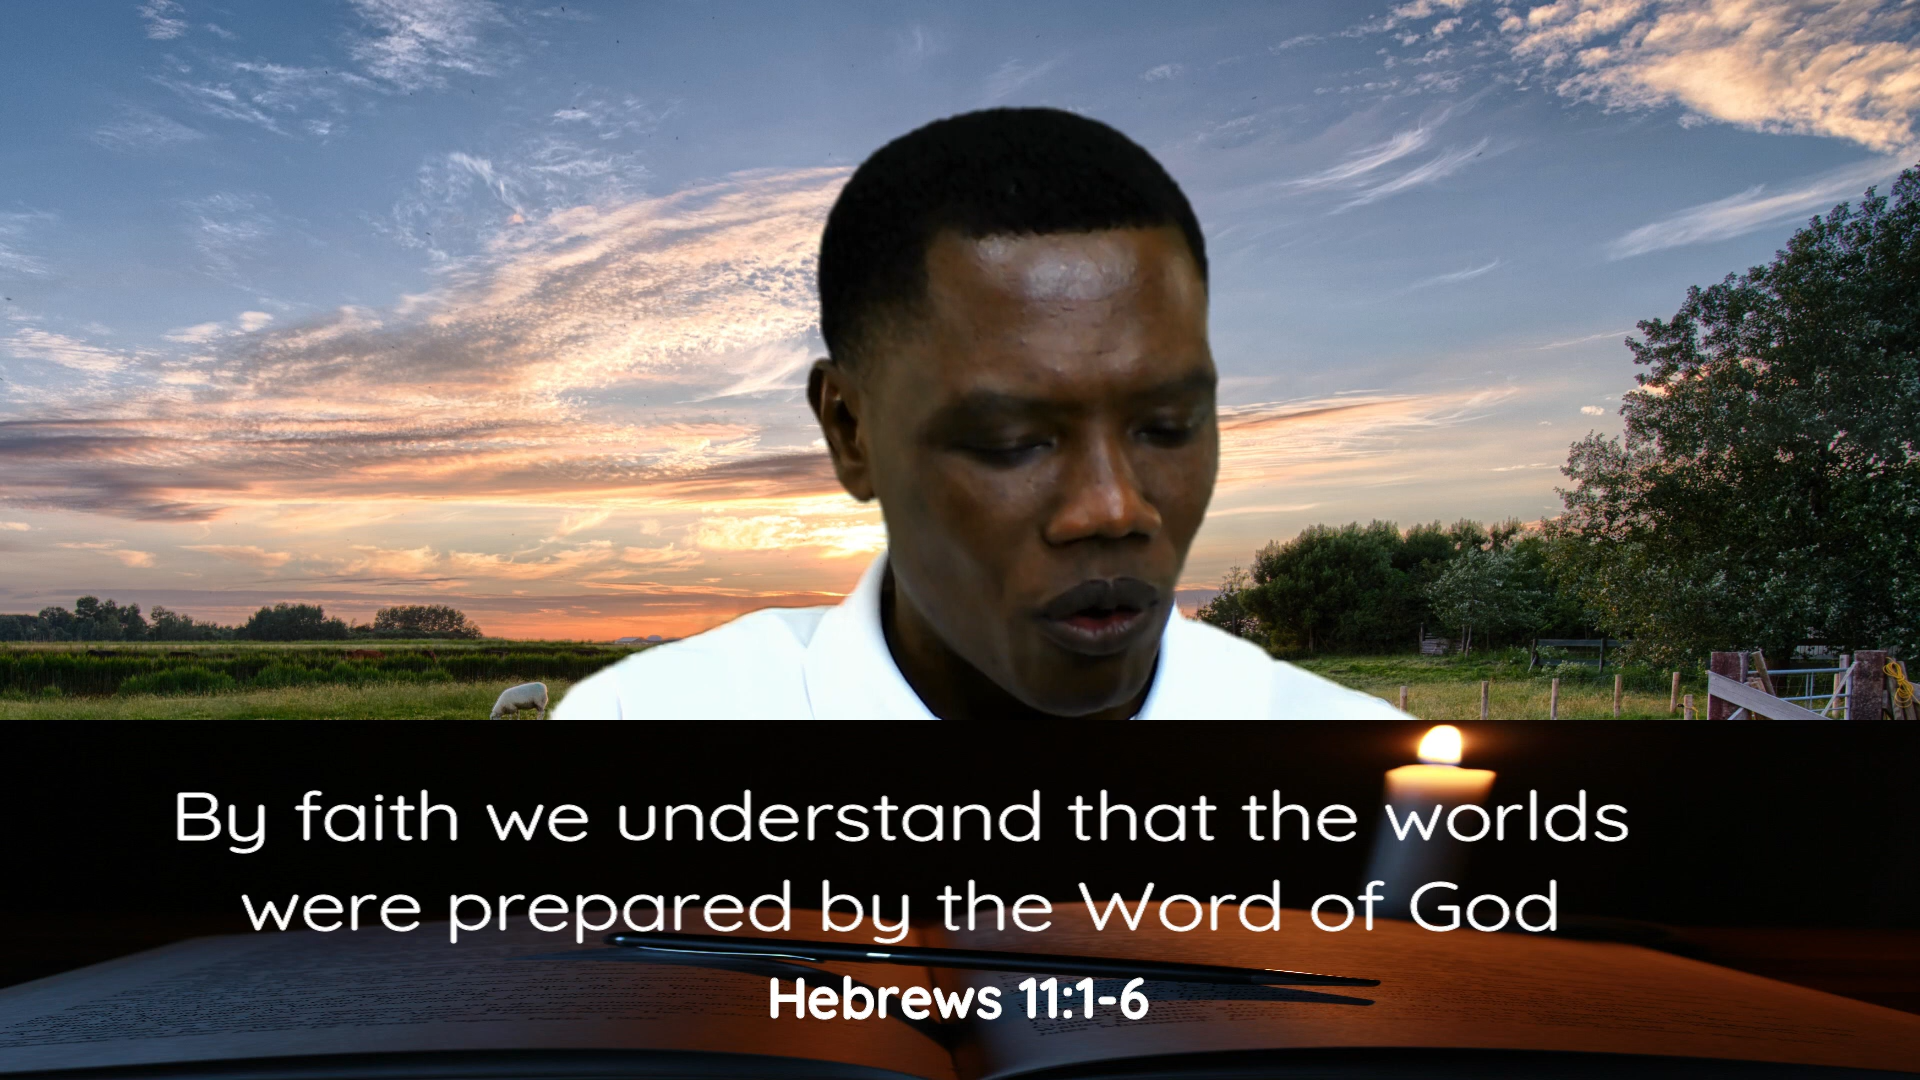 By faith we understand that the worlds
were prepared by the Word of God
Hebrews 11:1-6